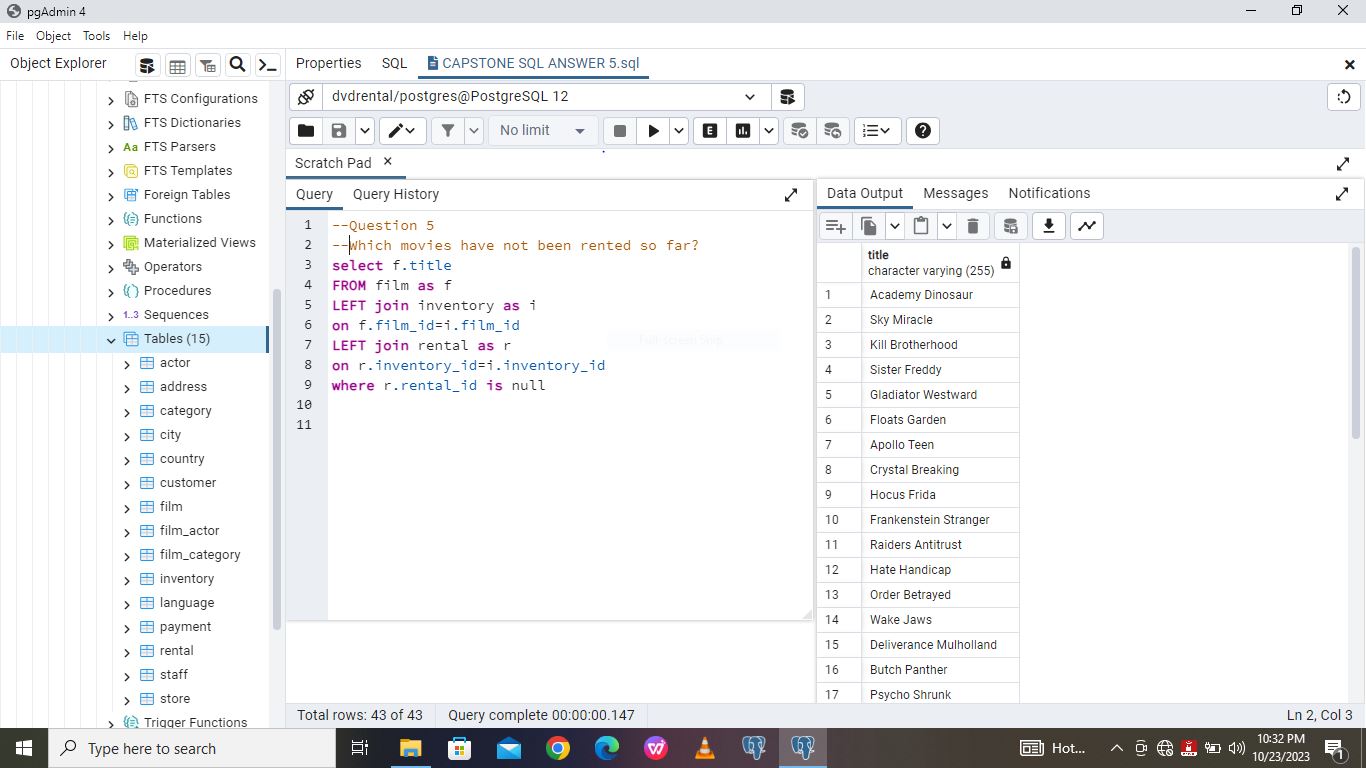 pgAdmin 4
File Object Tools Help
Object Explorer
Properties SQL CAPSTONE SQL ANSWER 5.sql
dvdrental/postgres@PostgreSQL 12
No limit
E
Scratch Pad
Query Query History
Data Output Messages Notifications
FTS Configurations
FTS Dictionaries
Aa FTS Parsers
FTS Templates
Foreign Tables
Functions
Materialized Views
Operators
Procedures
1..3 Sequences
Tables (15)
actor
address
category
city
country
customer
film
film_actor
film_category
inventory
language
payment
rental
staff
store
Trigger Functions
1 --Question 5
2 --Which movies have not been rented so far?
3 select f.title
4 FROM film as f
5 LEFT join inventory as i
6 on f.film_id=i.film_id
7 LEFT join rental as r
8 on r.inventory_id=i.inventory_id
9 where r.rental_id is null
10
11
Full-screen Snip
title
character varying (255)
1 Academy Dinosaur
2 Sky Miracle
3 Kill Brotherhood
4 Sister Freddy
5 Gladiator Westward
6 Floats Garden
7 Apollo Teen
8 Crystal Breaking
9 Hocus Frida
10 Frankenstein Stranger
11 Raiders Antitrust
12 Hate Handicap
13 Order Betrayed
14 Wake Jaws
15 Deliverance Mulholland
16 Butch Panther
17 Psycho Shrunk
Total rows: 43 of 43 Query complete 00:00:00.147 Ln 2, Col 3
Type here to search
Hot...
10:32 PM
10/23/2023
1